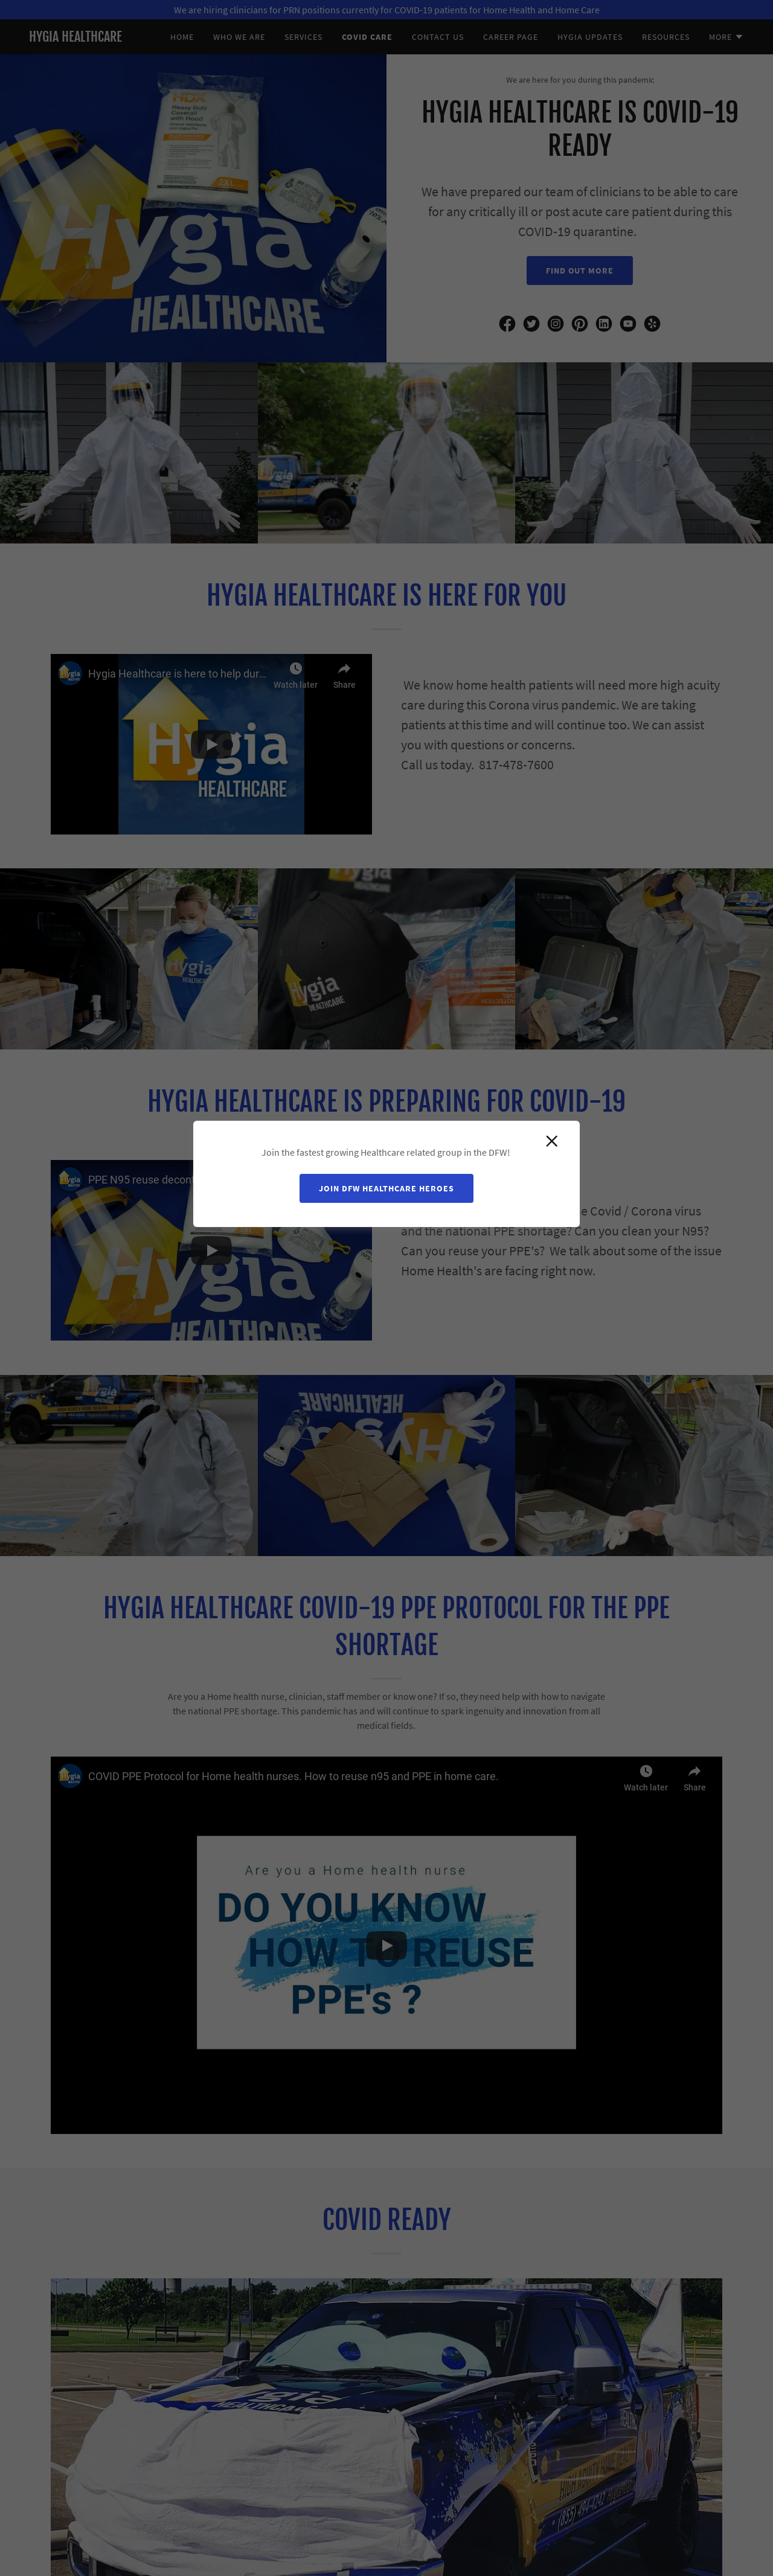 We are hiring clinicians for PRN positions currently for COVID-19 patients for Home Health and Home Care
HYGIA HEALTHCARE
HOME
WHO WE ARE
SERVICES
COVID CARE
CONTACT US
CAREER PAGE
HYGIA UPDATES
RESOURCES
MORE
HDX
Heavy Duty
Coverall
with Hood
2XL
Hygia
HEALTHCARE
We are here for you during this pandemic
HYGIA HEALTHCARE IS COVID-19
READY
We have prepared our team of clinicians to be able to care
for any critically ill or post acute care patient during this
COVID-19 quarantine.
FIND OUT MORE
HYGIA HEALTHCARE IS HERE FOR YOU
Hygia Healthcare is here to help dur...
Watch later
Share
Hygia
HEALTHCARE
We know home health patients will need more high acuity
care during this Corona virus pandemic. We are taking
patients at this time and will continue too. We can assist
you with questions or concerns.
Call us today. 817-478-7600
Hygia
HEALTHCARE
Hygia
HEALTHCARE
HYGIA HEALTHCARE IS PREPARING FOR COVID-19
Join the fastest growing Healthcare related group in the DFW!
JOIN DFW HEALTHCARE HEROES
PPE N95 reuse decont
Hygia
HEALTHCARE
e Covid / Corona virus
and the national PPE shortage? Can you clean your N95?
Can you reuse your PPE's? We talk about some of the issue
Home Health's are facing right now.
HEALTHCARE
HYGIA HEALTHCARE COVID-19 PPE PROTOCOL FOR THE PPE
SHORTAGE
Are you a Home health nurse, clinician, staff member or know one? If so, they need help with how to navigate
the national PPE shortage. This pandemic has and will continue to spark ingenuity and innovation from all
medical fields.
COVID PPE Protocol for Home health nurses. How to reuse n95 and PPE in home care.
Watch later
Share
Are you a Home health nurse
DO YOU KNOW
HOW TO REUSE
PPE's ?
COVID READY
HEALTHCARE